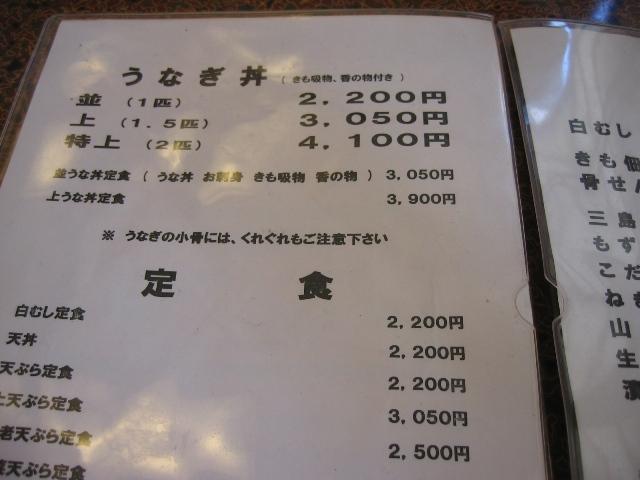 うなぎ丼 ( きも吸物、香の物付き )
並 (1匹) 2,200円
上 (1.5匹) 3,050円
特上 (2匹) 4,100円
並うな丼定食 ( うな丼 お刺身 きも吸物 香の物 ) 3,050円
上うな丼定食 3,900円
※ うなぎの小骨には、くれぐれもご注意下さい
定 食
白むし定食 2,200円
天丼 2,200円
天ぷら定食 2,200円
上天ぷら定食 3,050円
老天ぷら定食 2,500円
天ぷら定食
白むし
きも佃
骨せん
三島
もず
こだ
ねぎ
山
生